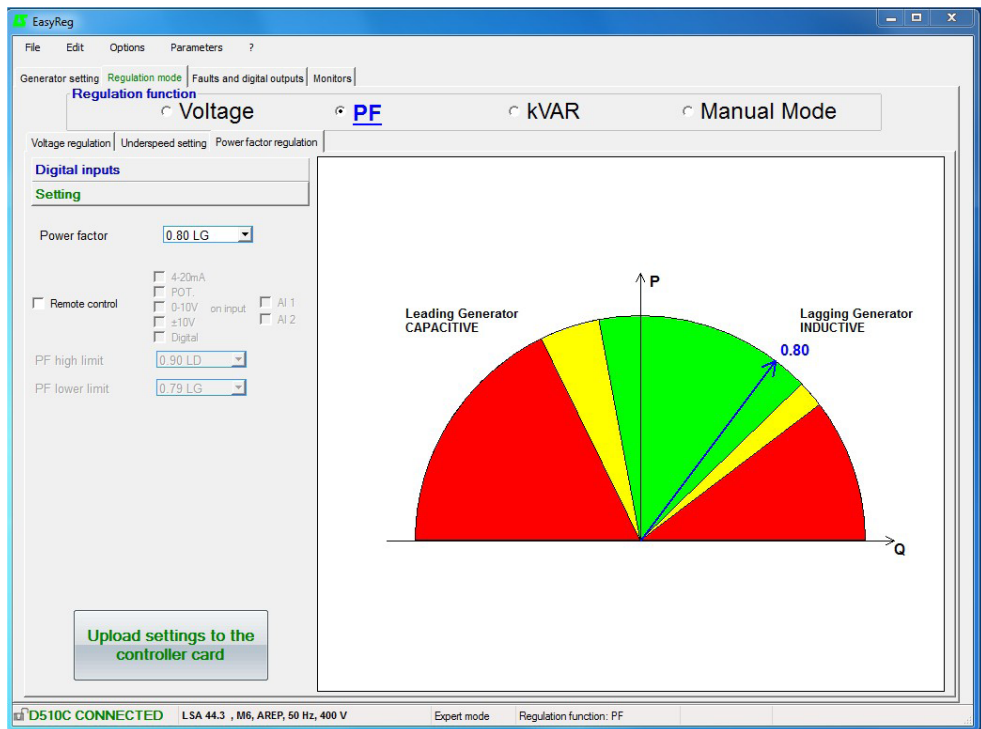 EasyReg
File Edit Options Parameters ?
Generator setting Regulation mode Faults and digital outputs Monitors
Regulation function
Voltage PF kVAR Manual Mode
Voltage regulation Underspeed setting Power factor regulation
Digital inputs
Setting
Power factor 0.80 LG
Remote control
4-20mA
POT.
0-10V
±10V
Digital
on input
AI 1
AI 2
PF high limit 0.90 LD
PF lower limit 0.79 LG
Upload settings to the
controller card
P
Leading Generator
CAPACITIVE
Lagging Generator
INDUCTIVE
0.80
Q
D510C CONNECTED LSA 44.3 , M6, AREP, 50 Hz, 400 V Expert mode Regulation function: PF